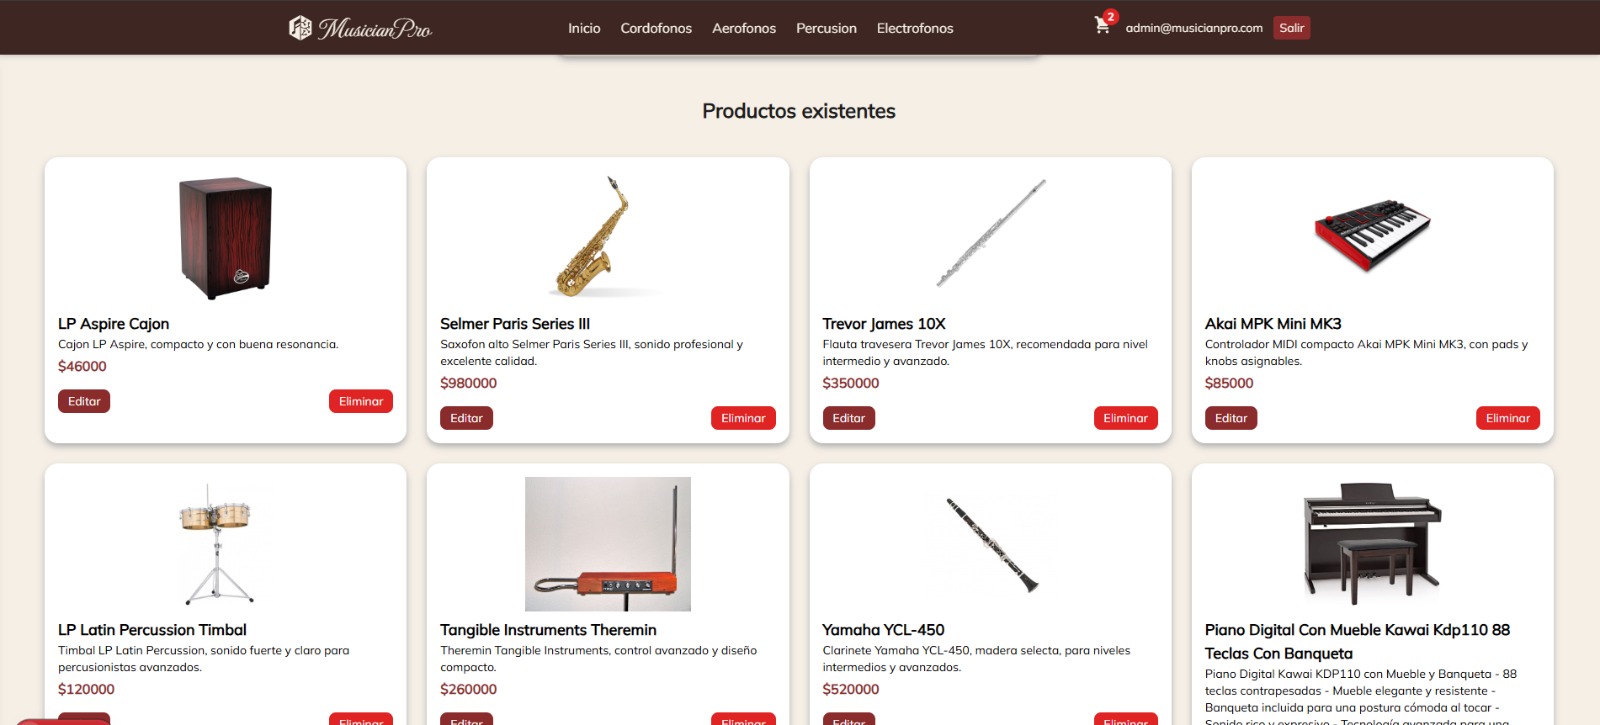 MusicianPro
Inicio
Cordofonos
Aerofonos
Percusion
Electrofonos
2
admin@musicianpro.com
Salir
Productos existentes
LP Aspire Cajon
Cajon LP Aspire, compacto y con buena resonancia.
$46000
Editar
Eliminar
Selmer Paris Series III
Saxofon alto Selmer Paris Series III, sonido profesional y
excelente calidad.
$980000
Editar
Eliminar
Trevor James 10X
Flauta travesera Trevor James 10X, recomendada para nivel
intermedio y avanzado.
$350000
Editar
Eliminar
Akai MPK Mini MK3
Controlador MIDI compacto Akai MPK Mini MK3, con pads y
knobs asignables.
$85000
Editar
Eliminar
LP Latin Percussion Timbal
Timbal LP Latin Percussion, sonido fuerte y claro para
percusionistas avanzados.
$120000
Eliminar
Tangible Instruments Theremin
Theremin Tangible Instruments, control avanzado y diseño
compacto.
$260000
Editar
Eliminar
Yamaha YCL-450
Clarinete Yamaha YCL-450, madera selecta, para niveles
intermedios y avanzados.
$520000
Editar
Eliminar
Piano Digital Con Mueble Kawai Kdp110 88
Teclas Con Banqueta
Piano Digital Kawai KDP110 con Mueble y Banqueta - 88
teclas contrapesadas - Mueble elegante y resistente -
Banqueta incluida para una postura cómoda al tocar -
Sonido rico y expresivo - Tecnología avanzada para una